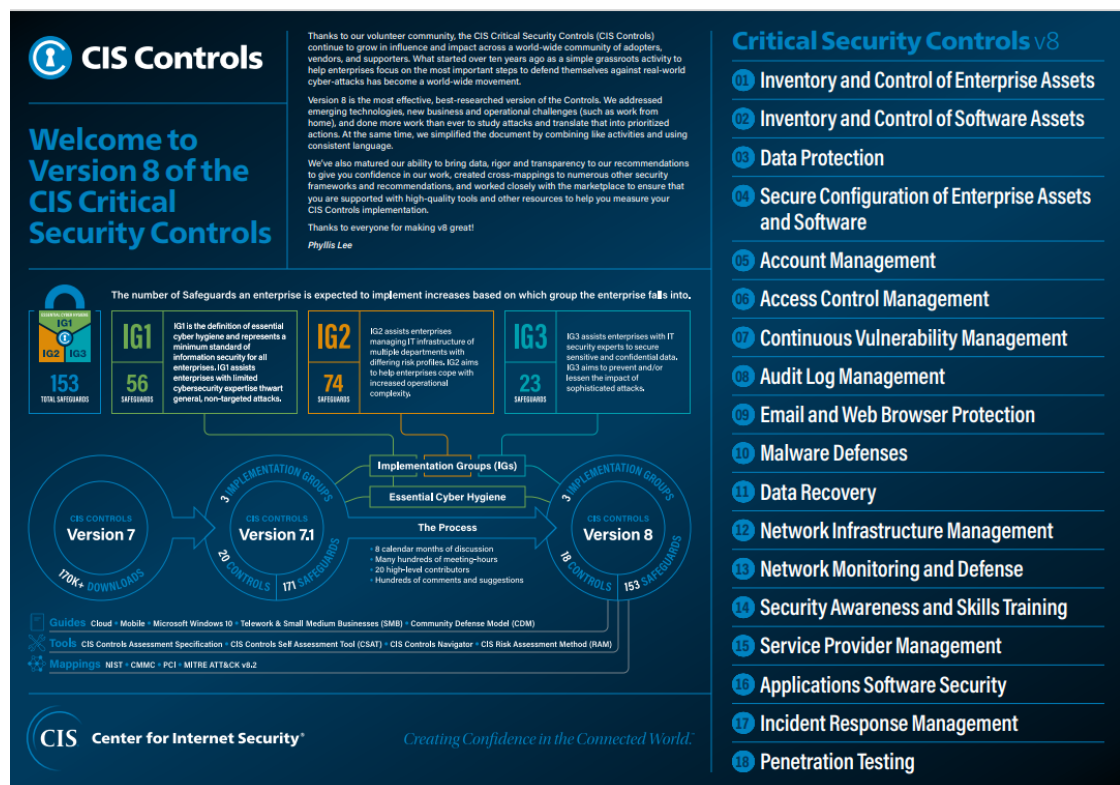 CIS Controls
Welcome to
Version 8 of the
CIS Critical
Security Controls
Thanks to our volunteer community, the CIS Critical Security Controls (CIS Controls)
continue to grow in influence and impact across a world-wide community of adopters,
vendors, and supporters. What started over ten years ago as a simple grassroots activity to
help enterprises focus on the most important steps to defend themselves against real-world
cyber-attacks has become a world-wide movement.
Version 8 is the most effective, best-researched version of the Controls. We addressed
emerging technologies, new business and operational challenges (such as work from
home), and done more work than ever to study attacks and translate that into prioritized
actions. At the same time, we simplified the document by combining like activities and using
consistent language.
We've also matured our ability to bring data, rigor and transparency to our recommendations
to give you confidence in our work, created cross-mappings to numerous other security
frameworks and recommendations, and worked closely with the marketplace to ensure that
you are supported with high-quality tools and other resources to help you measure your
CIS Controls implementation.
Thanks to everyone for making v8 great!
Phyllis Lee
The number of Safeguards an enterprise is expected to implement increases based on which group the enterprise falls into.
ESSENTIAL CYBER HYGIENE
IG1
IG2
IG3
153
TOTAL SAFEGUARDS
IG1
56
SAFEGUARDS
IG1 is the definition of essential
cyber hygiene and represents a
minimum standard of
information security for all
enterprises. IG1 assists
enterprises with limited
cybersecurity expertise thwart
general, non-targeted attacks.
IG2
74
SAFEGUARDS
IG2 assists enterprises
managing IT infrastructure of
multiple departments with
differing risk profiles. IG2 aims
to help enterprises cope with
increased operational
complexity.
IG3
23
SAFEGUARDS
IG3 assists enterprises with IT
security experts to secure
sensitive and confidential data.
IG3 aims to prevent and/or
lessen the impact of
sophisticated attacks.
Implementation Groups (IGs)
Essential Cyber Hygiene
CIS CONTROLS
Version 7
170K+ DOWNLOADS
3 IMPLEMENTATION GROUPS
CIS CONTROLS
Version 7.1
20 CONTROLS
171 SAFEGUARDS
The Process
• 8 calendar months of discussion
• Many hundreds of meeting-hours
• 20 high-level contributors
• Hundreds of comments and suggestions
3 IMPLEMENTATION GROUPS
CIS CONTROLS
Version 8
18 CONTROLS
153 SAFEGUARDS
Guides Cloud • Mobile • Microsoft Windows 10 • Telework & Small Medium Businesses (SMB) • Community Defense Model (CDM)
Tools CIS Controls Assessment Specification • CIS Controls Self Assessment Tool (CSAT) • CIS Controls Navigator • CIS Risk Assessment Method (RAM)
Mappings NIST • CMMC • PCI • MITRE ATT&CK v8.2
CIS Center for Internet Security®
Creating Confidence in the Connected World.™
Critical Security Controls v8
01 Inventory and Control of Enterprise Assets
02 Inventory and Control of Software Assets
03 Data Protection
04 Secure Configuration of Enterprise Assets
and Software
05 Account Management
06 Access Control Management
07 Continuous Vulnerability Management
08 Audit Log Management
09 Email and Web Browser Protection
10 Malware Defenses
11 Data Recovery
12 Network Infrastructure Management
13 Network Monitoring and Defense
14 Security Awareness and Skills Training
15 Service Provider Management
16 Applications Software Security
17 Incident Response Management
18 Penetration Testing